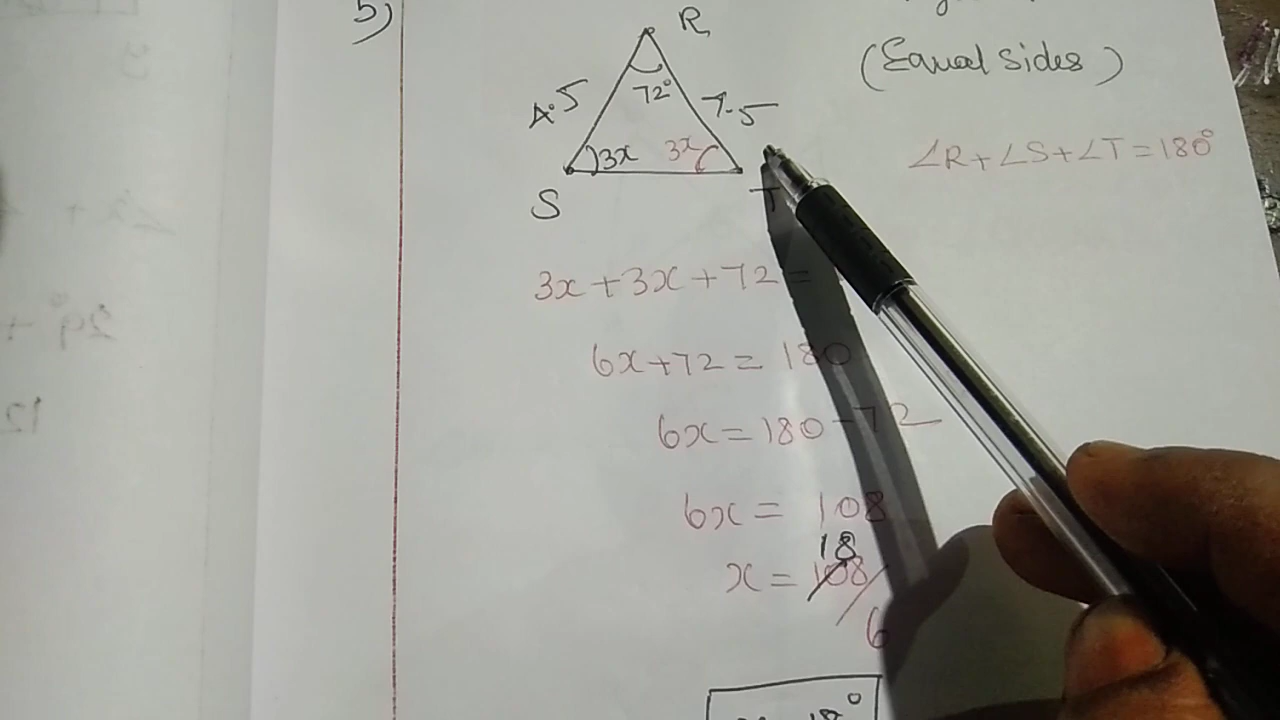 5)
R
(Equal sides)
A.5
72°
7.5
3x
3x
∠R+∠S+∠T=180°
S
T
3x+3x+72=
6x+72=180
6x=180-72
6x=108
18
x=108/6
18°